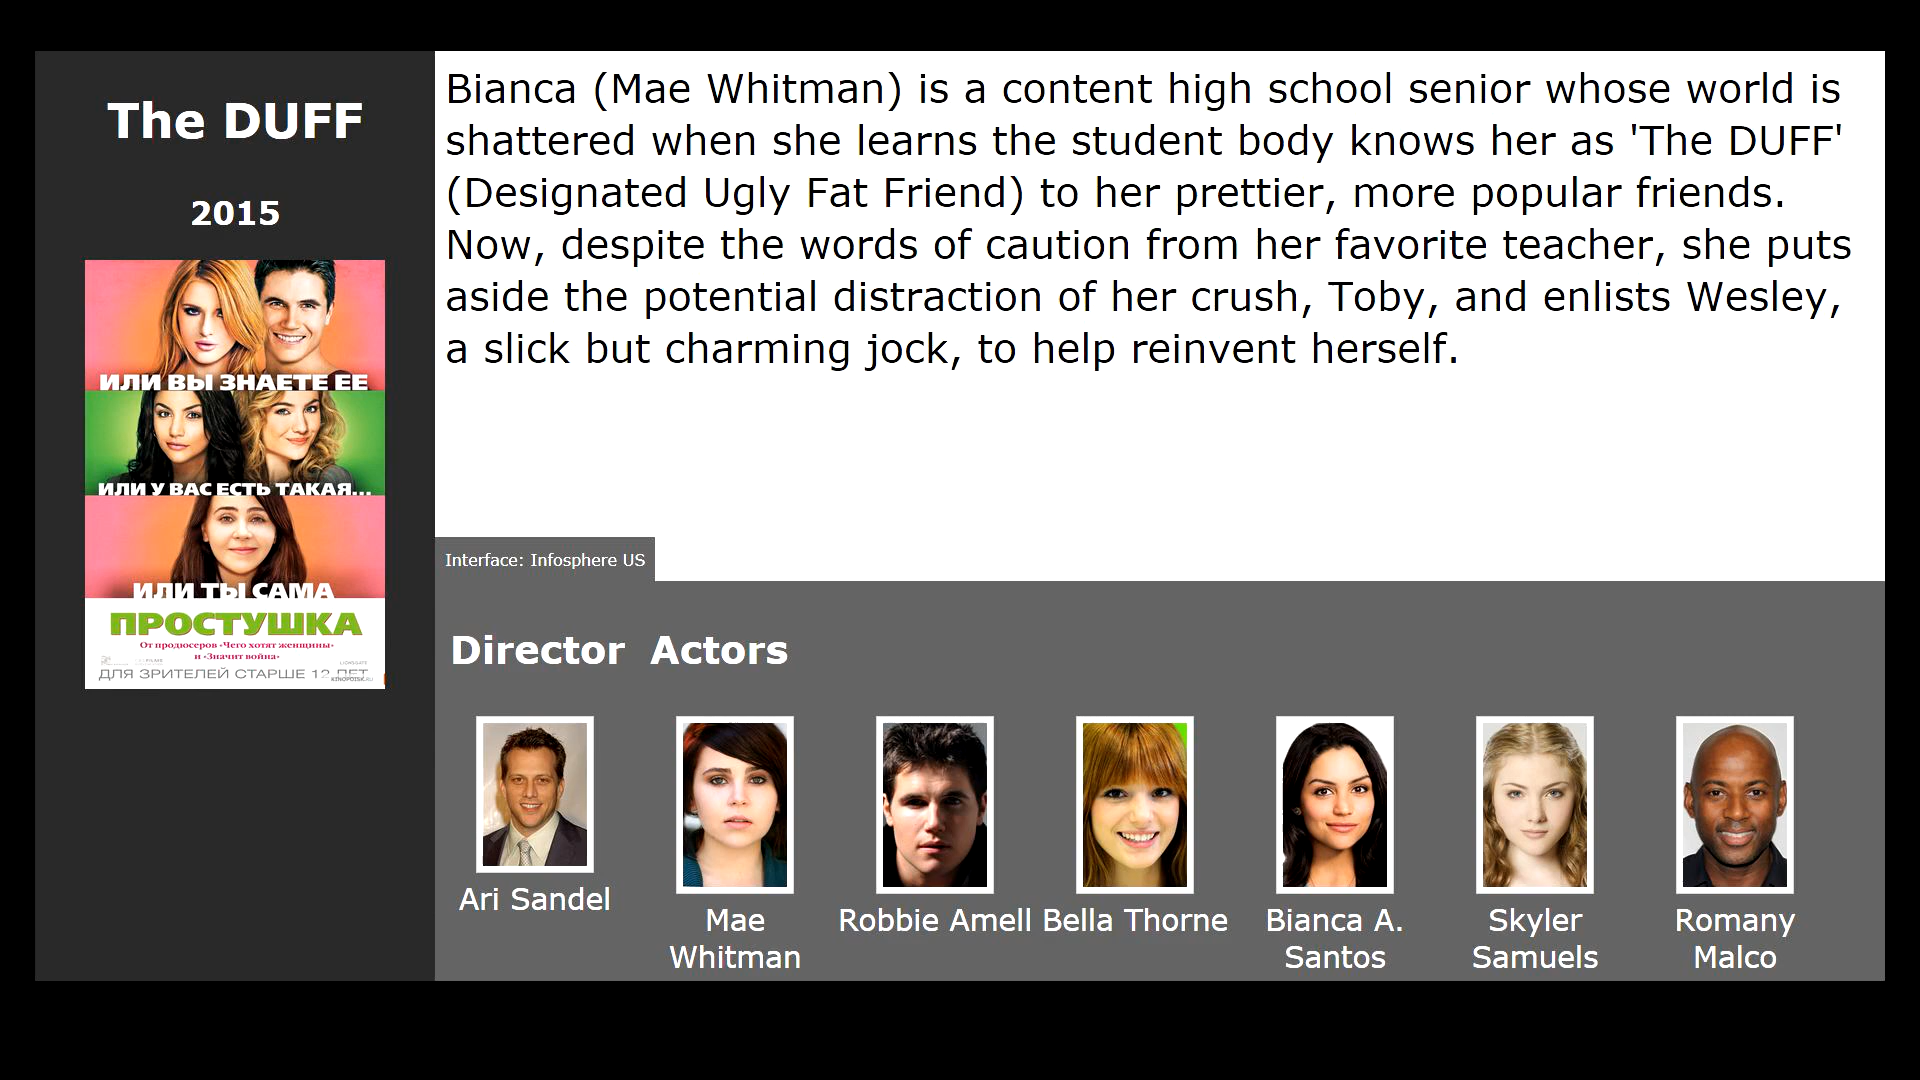 The DUFF
2015
ИЛИ ВЫ ЗНАЕТЕ ЕЕ
ИЛИ У ВАС ЕСТЬ ТАКАЯ...
ИЛИ ТЫ САМА
ПРОСТУШКА
От продюсеров «Чего хотят женщины»
и «Значит война»
LIONSGATE
ДЛЯ ЗРИТЕЛЕЙ СТАРШЕ 12 ЛЕТ
KINOPOISK.RU
Bianca (Mae Whitman) is a content high school senior whose world is
shattered when she learns the student body knows her as 'The DUFF'
(Designated Ugly Fat Friend) to her prettier, more popular friends.
Now, despite the words of caution from her favorite teacher, she puts
aside the potential distraction of her crush, Toby, and enlists Wesley,
a slick but charming jock, to help reinvent herself.
Interface: Infosphere US
Director Actors
Ari Sandel
Mae
Whitman
Robbie Amell
Bella Thorne
Bianca A.
Santos
Skyler
Samuels
Romany
Malco